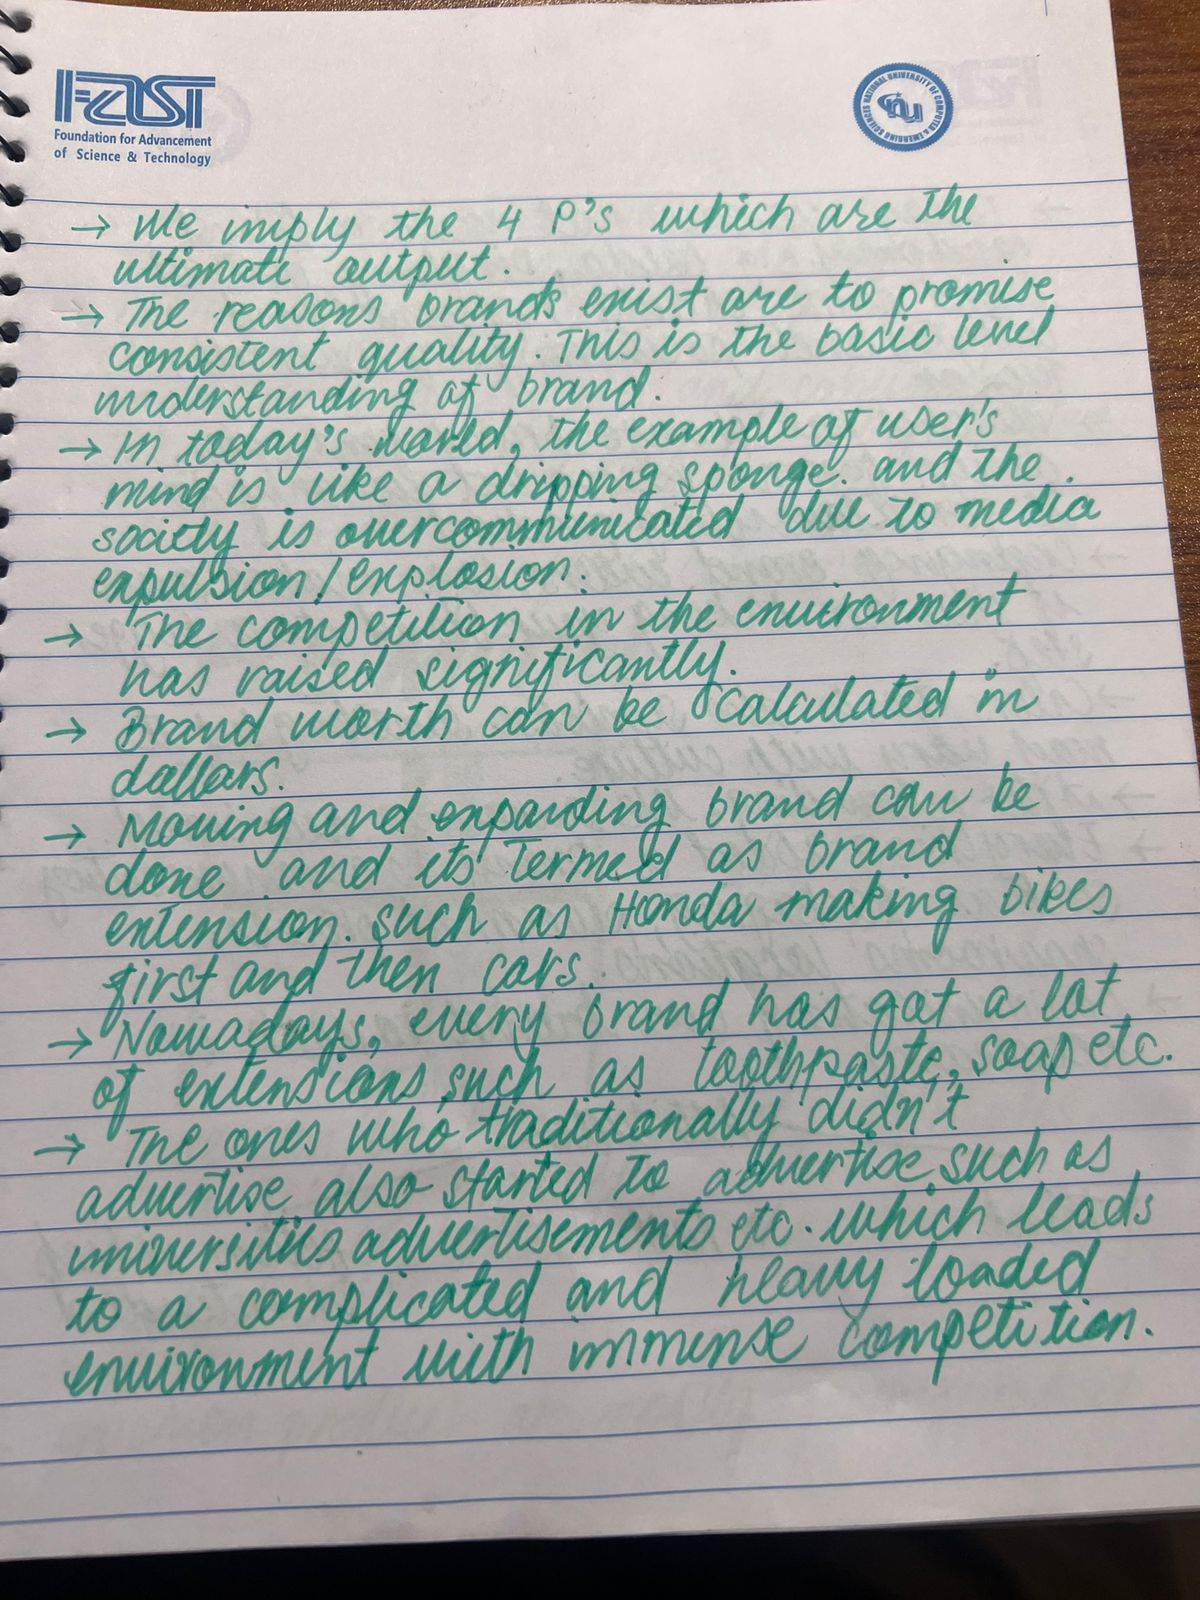 FAST
Foundation for Advancement
of Science & Technology
NATIONAL UNIVERSITY OF COMPUTER & EMERGING SCIENCES
nu
→ We imply the 4 P's which are the
ultimate output.
→ The reasons brands exist are to promise
consistent quality. This is the basic level
understanding of brand.
→ In today's world, the example of user's
mind is like a dripping sponge. and the
society is overcommunicated due to media
expulsion/explosion.
→ The competition in the environment
has raised significantly.
→ Brand worth can be calculated in
dollars.
→ Moving and expanding brand can be
done and its termed as brand
extension. such as Honda making bikes
first and then cars.
→ Nowadays, every brand has got a lot
of extensions such as toothpaste, soap etc.
→ The ones who traditionally didn't
advertise also started to advertise such as
universities advertisements etc. which leads
to a complicated and heavy loaded
environment with immense competition.